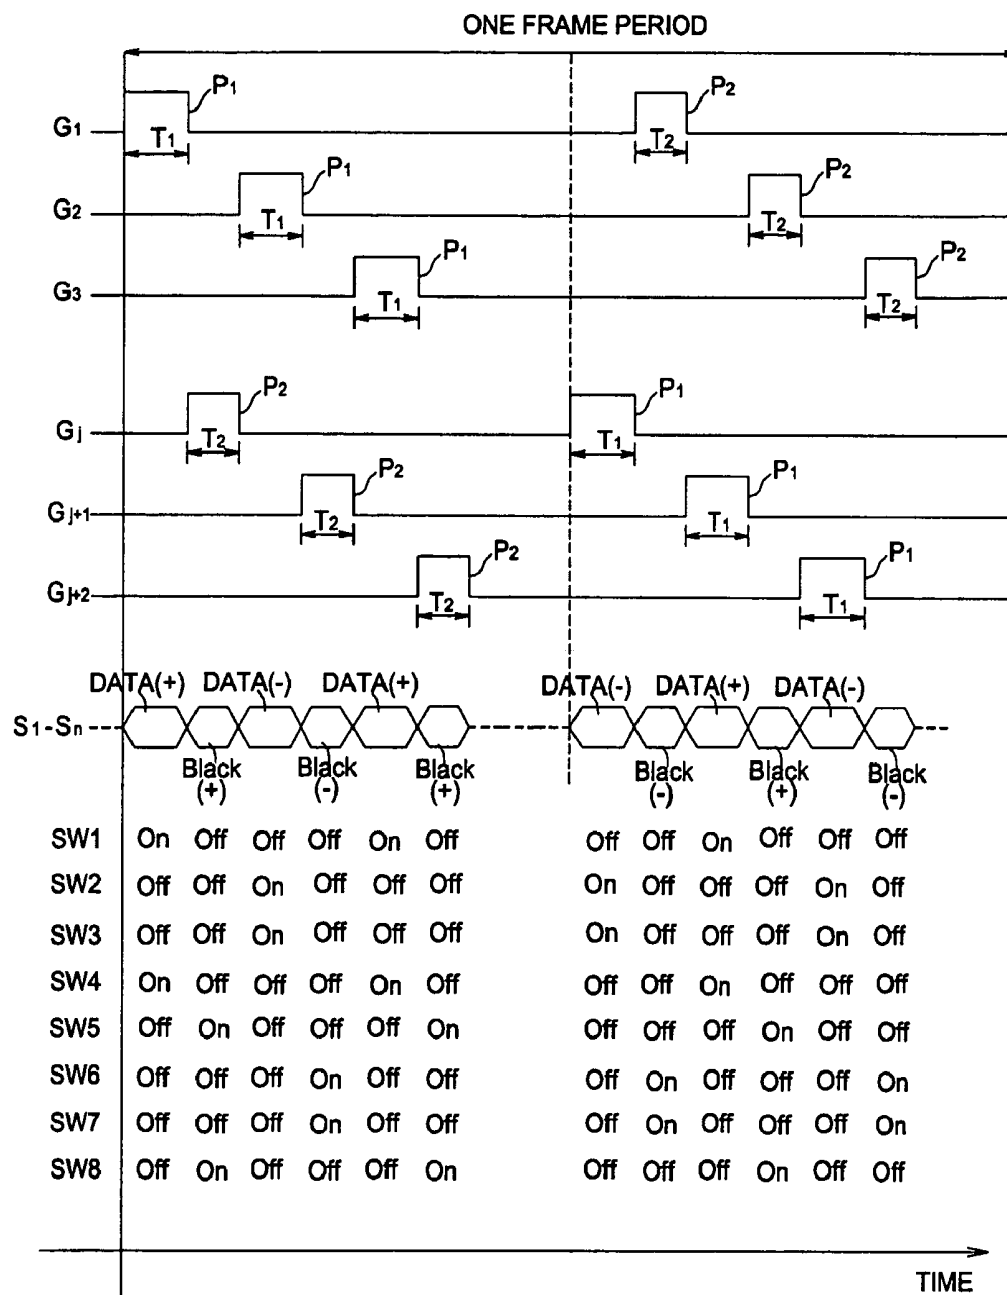 ONE FRAME PERIOD
G1 T1 P1 T2 P2
G2 T1 P1 T2 P2
G3 T1 P1 T2 P2
Gj T2 P2 T1 P1
Gj+1 T2 P2 T1 P1
Gj+2 T2 P2 T1 P1
DATA(+) DATA(-) DATA(+) DATA(-) DATA(+) DATA(-)
S1-Sn
Black (+) Black (-) Black (+) Black (-) Black (+) Black (-)
SW1 On Off Off Off On Off Off Off On Off Off Off
SW2 Off Off On Off Off Off On Off Off Off On Off
SW3 Off Off On Off Off Off On Off Off Off On Off
SW4 On Off Off Off On Off Off Off On Off Off Off
SW5 Off On Off Off Off On Off Off Off On Off Off
SW6 Off Off Off On Off Off Off On Off Off Off On
SW7 Off Off Off On Off Off Off On Off Off Off On
SW8 Off On Off Off Off On Off Off Off On Off Off
TIME